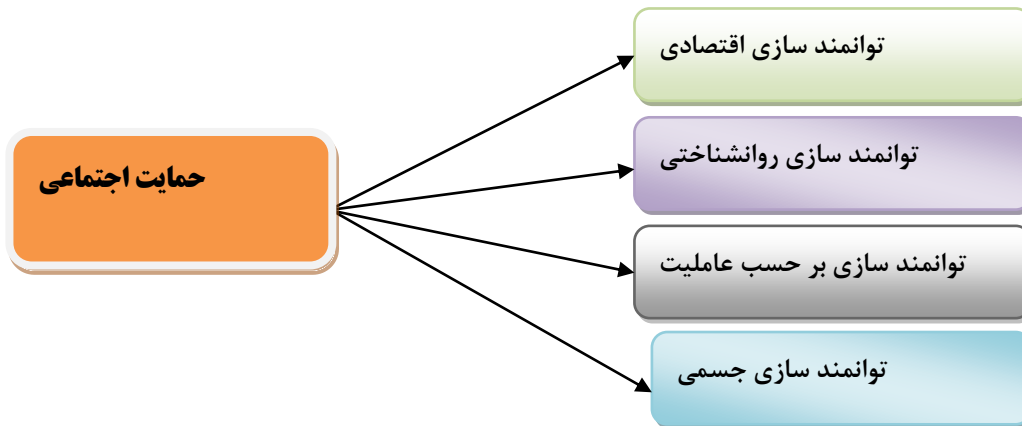 حمایت اجتماعی
توانمند سازی اقتصادی
توانمند سازی روانشناختی
توانمند سازی بر حسب عاملیت
توانمند سازی جسمی